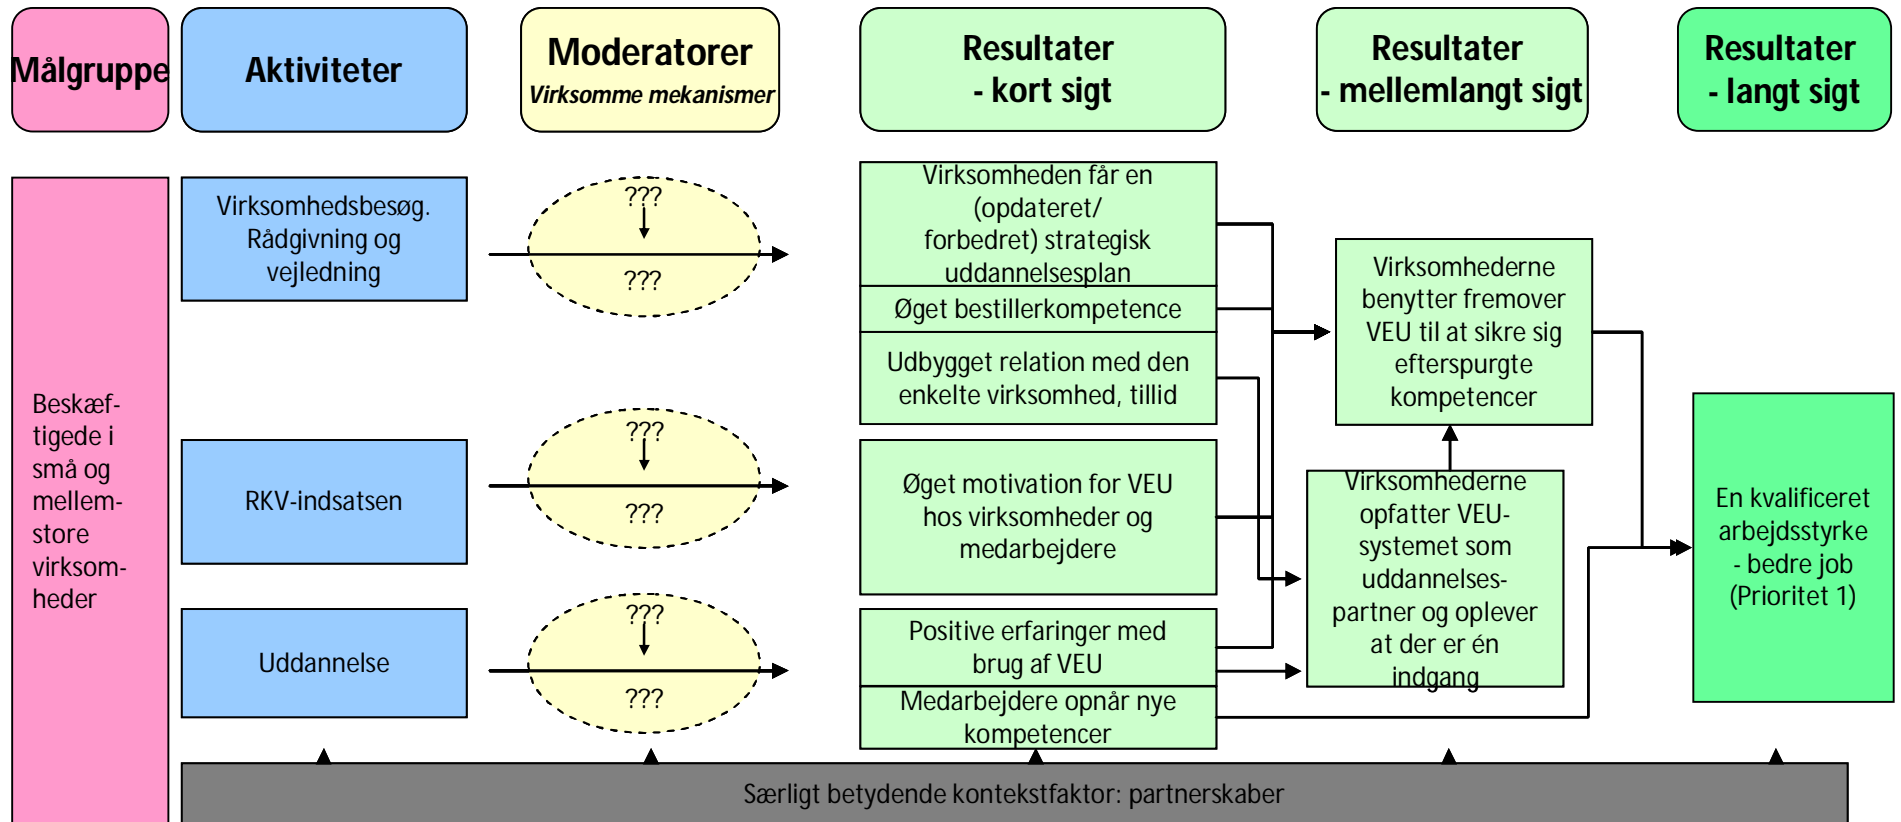 Målgruppe
Aktiviteter
Moderatorer
Virksomme mekanismer
Resultater
- kort sigt
Resultater
- mellemlangt sigt
Resultater
- langt sigt
Beskæf-
tigede i
små og
mellem-
store
virksom-
heder
Virksomhedsbesøg.
Rådgivning og
vejledning
RKV-indsatsen
Uddannelse
???
???
???
???
???
???
Virksomheden får en
(opdateret/
forbedret) strategisk
uddannelsesplan
Øget bestillerkompetence
Udbygget relation med den
enkelte virksomhed, tillid
Øget motivation for VEU
hos virksomheder og
medarbejdere
Positive erfaringer med
brug af VEU
Medarbejdere opnår nye
kompetencer
Virksomhederne
benytter fremover
VEU til at sikre sig
efterspurgte
kompetencer
Virksomhederne
opfatter VEU-
systemet som
uddannelses-
partner og oplever
at der er én
indgang
En kvalificeret
arbejdsstyrke
- bedre job
(Prioritet 1)
Særligt betydende kontekstfaktor: partnerskaber